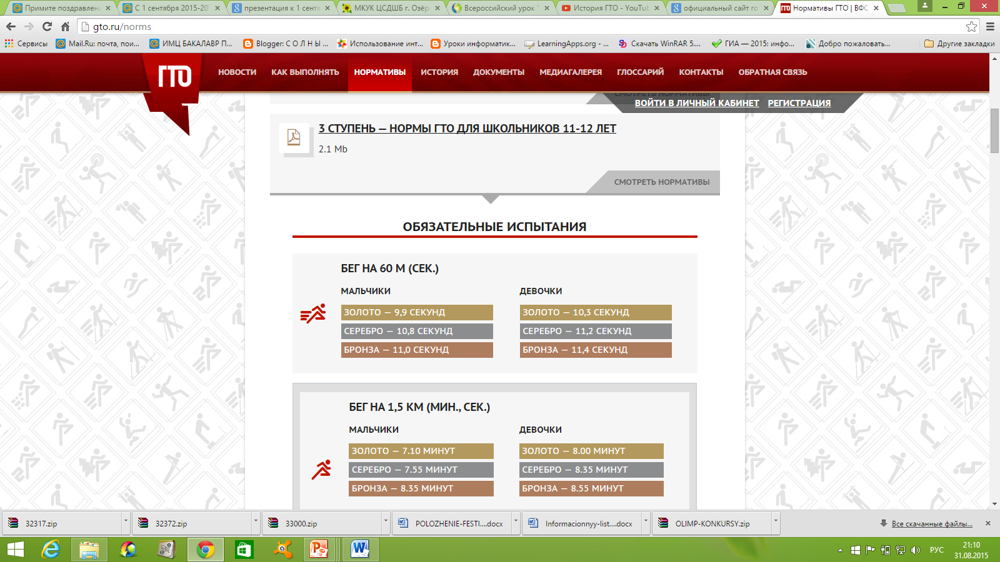 Примите поздравлени
С 1 сентября 2015-20
презентация к 1 сентя
МКУК ЦСДШБ г. Озёр
Всероссийский урок "
История ГТО - YouTub
официальный сайт го
Нормативы ГТО | ВФС
gto.ru/norms
Сервисы
Mail.Ru: почта, пои...
ИМЦ БАКАЛАВР П...
Blogger: С О Л Н Ы ...
Использование инт...
Уроки информатик...
LearningApps.org - ...
Скачать WinRAR 5....
ГИА — 2015: инфо...
Добро пожаловать...
Другие закладки
ГТО
НОВОСТИ
КАК ВЫПОЛНЯТЬ
НОРМАТИВЫ
ИСТОРИЯ
ДОКУМЕНТЫ
МЕДИАГАЛЕРЕЯ
ГЛОССАРИЙ
КОНТАКТЫ
ОБРАТНАЯ СВЯЗЬ
СМОТРЕТЬ НОРМАТИВЫ
ВОЙТИ В ЛИЧНЫЙ КАБИНЕТ РЕГИСТРАЦИЯ
3 СТУПЕНЬ — НОРМЫ ГТО ДЛЯ ШКОЛЬНИКОВ 11-12 ЛЕТ
2.1 Mb
СМОТРЕТЬ НОРМАТИВЫ
ОБЯЗАТЕЛЬНЫЕ ИСПЫТАНИЯ
БЕГ НА 60 М (СЕК.)
МАЛЬЧИКИ
ЗОЛОТО — 9,9 СЕКУНД
СЕРЕБРО — 10,8 СЕКУНД
БРОНЗА — 11,0 СЕКУНД
ДЕВОЧКИ
ЗОЛОТО — 10,3 СЕКУНД
СЕРЕБРО — 11,2 СЕКУНД
БРОНЗА — 11,4 СЕКУНД
БЕГ НА 1,5 КМ (МИН., СЕК.)
МАЛЬЧИКИ
ЗОЛОТО — 7.10 МИНУТ
СЕРЕБРО — 7.55 МИНУТ
БРОНЗА — 8.35 МИНУТ
ДЕВОЧКИ
ЗОЛОТО — 8.00 МИНУТ
СЕРЕБРО — 8.35 МИНУТ
БРОНЗА — 8.55 МИНУТ
32317.zip
32372.zip
33000.zip
POLOZHENIE-FESTI....docx
Informacionnyy-list....docx
OLIMP-KONKURSY.zip
Все скачанные файлы...
РУС
21:10
31.08.2015